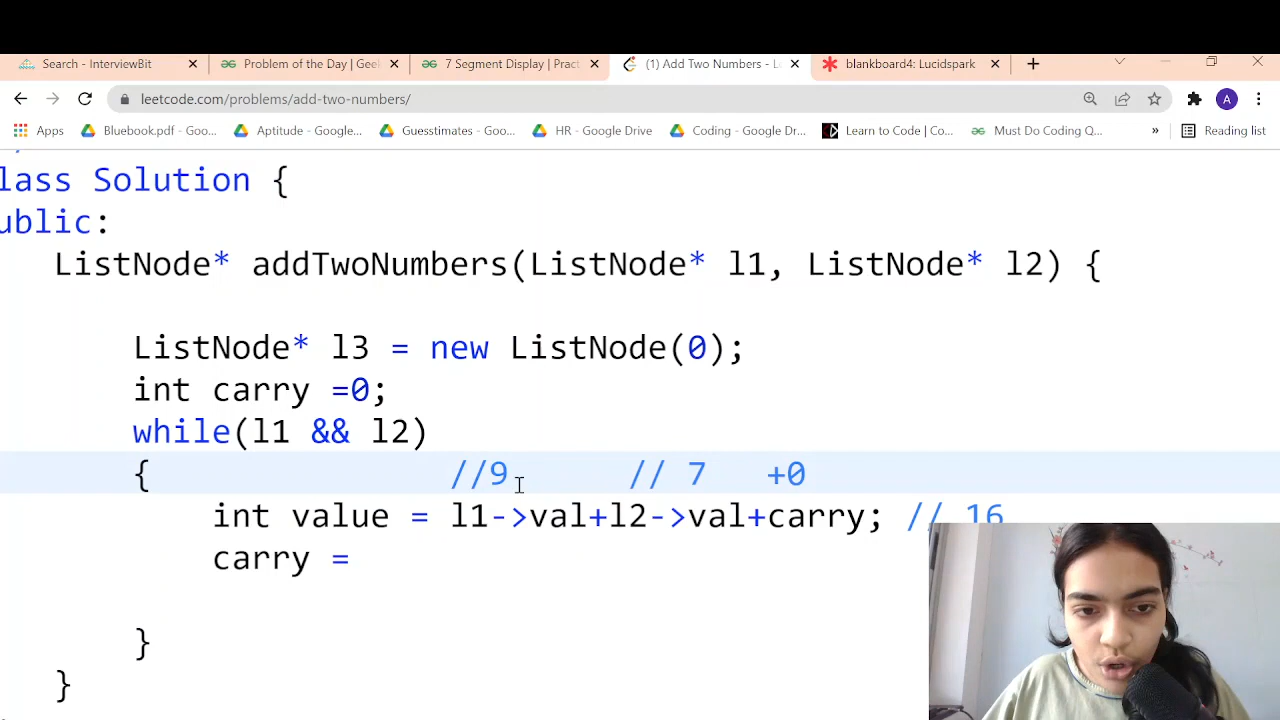 Search - InterviewBit
Problem of the Day | Geel
7 Segment Display | Pract
(1) Add Two Numbers - L
blankboard4: Lucidspark
leetcode.com/problems/add-two-numbers/
A
Apps
Bluebook.pdf - Goo...
Aptitude - Google...
Guesstimates - Goo...
HR - Google Drive
Coding - Google Dr...
Learn to Code | Co...
Must Do Coding Q...
»
Reading list
lass Solution {
ublic:
ListNode* addTwoNumbers(ListNode* l1, ListNode* l2) {
ListNode* l3 = new ListNode(0);
int carry =0;
while(l1 && l2)
{ //9 // 7 +0
int value = l1->val+l2->val+carry; // 16
carry =
}
}